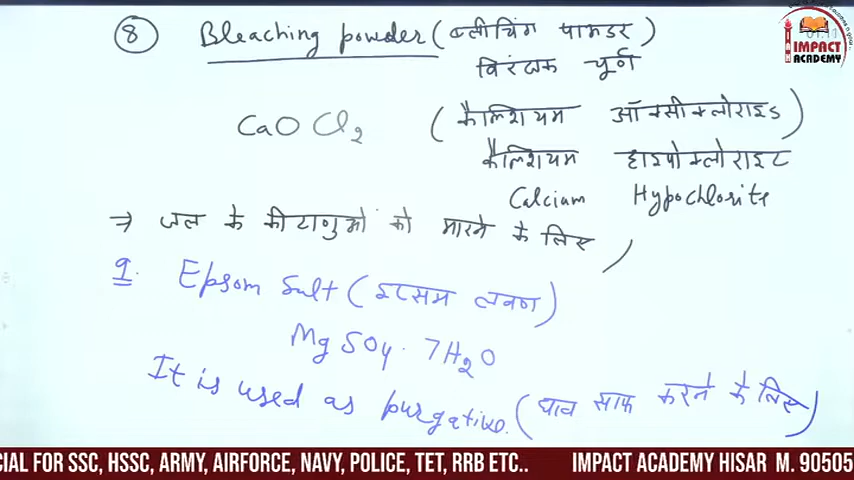 8 Bleaching powder (ब्लीचिंग पाउडर)
विरंजक चूर्ण
CaOCl2 (कैल्शियम ऑक्सीक्लोराइड)
कैल्शियम हाइपोक्लोराइट
Calcium Hypochlorite
⇒ जल के कीटाणुओं को मारने के लिए
9. Epsom Salt (इप्सम लवण)
MgSO4·7H2O
It is used as purgative. (घाव साफ करने के लिए)
IMPACT
ACADEMY
CIAL FOR SSC, HSSC, ARMY, AIRFORCE, NAVY, POLICE, TET, RRB ETC.. IMPACT ACADEMY HISAR M. 90505